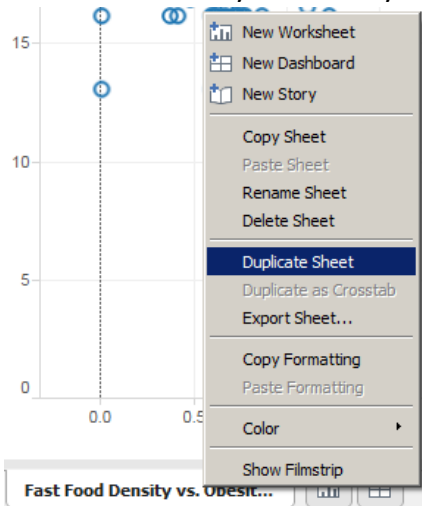 15
10
5
0
0.0
0.5
New Worksheet
New Dashboard
New Story
Copy Sheet
Paste Sheet
Rename Sheet
Delete Sheet
Duplicate Sheet
Duplicate as Crosstab
Export Sheet...
Copy Formatting
Paste Formatting
Color
Show Filmstrip
Fast Food Density vs. Obesit...